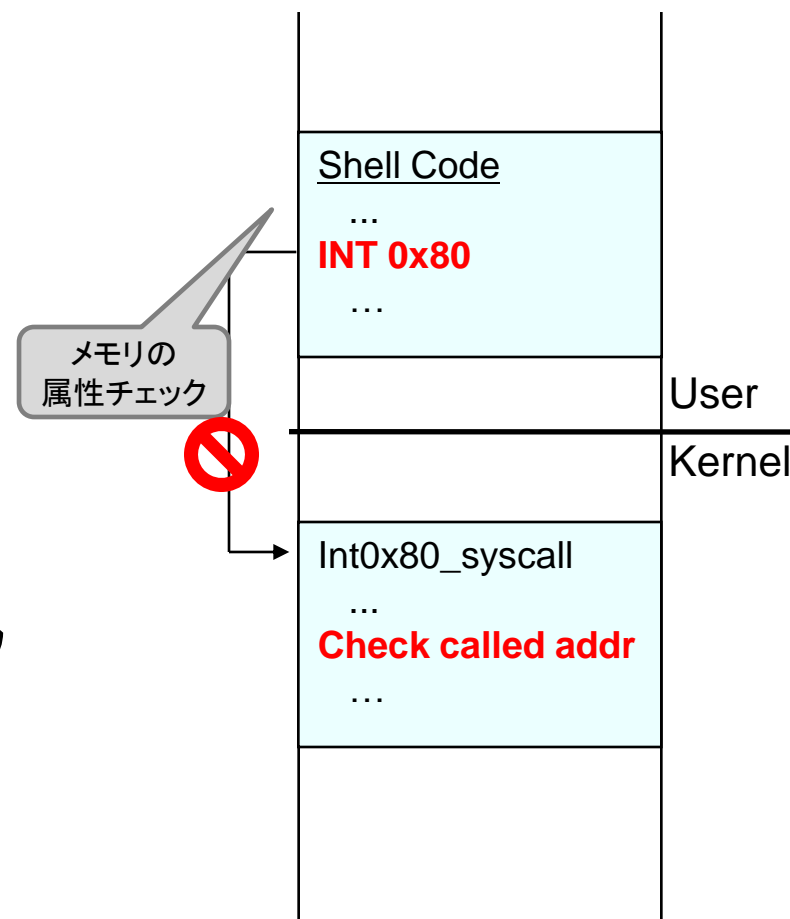 Shell Code
...
INT 0x80
...
メモリの
属性チェック
User
Kernel
Int0x80_syscall
...
Check called addr
...